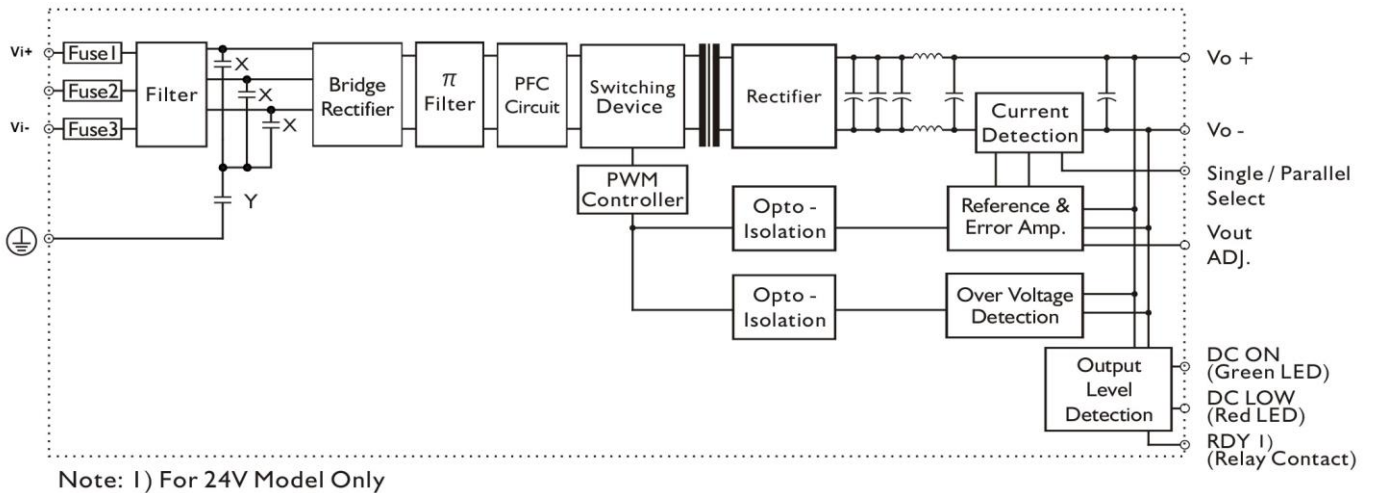 Vi+
Fuse1
Fuse2
Vi-
Fuse3
Filter
X
X
X
Y
Bridge
Rectifier
π
Filter
PFC
Circuit
Switching
Device
PWM
Controller
Rectifier
Current
Detection
Opto -
Isolation
Reference &
Error Amp.
Opto -
Isolation
Over Voltage
Detection
Output
Level
Detection
Vo +
Vo -
Single / Parallel
Select
Vout
ADJ.
DC ON
(Green LED)
DC LOW
(Red LED)
RDY 1)
(Relay Contact)
Note: 1) For 24V Model Only